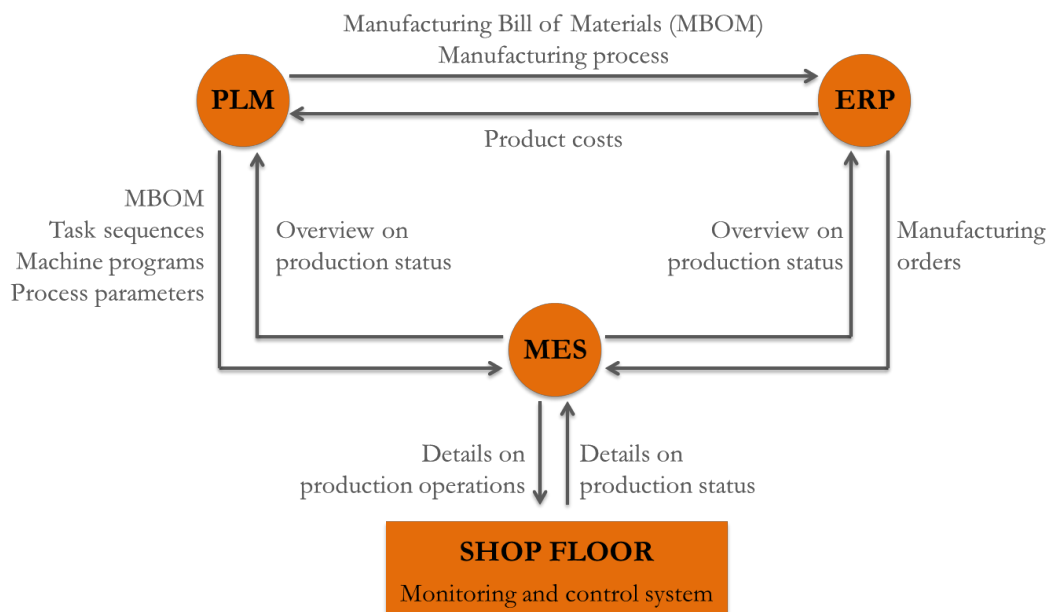 Manufacturing Bill of Materials (MBOM)
Manufacturing process
PLM
ERP
Product costs
MBOM
Task sequences
Machine programs
Process parameters
Overview on
production status
Overview on
production status
Manufacturing
orders
MES
Details on
production operations
Details on
production status
SHOP FLOOR
Monitoring and control system